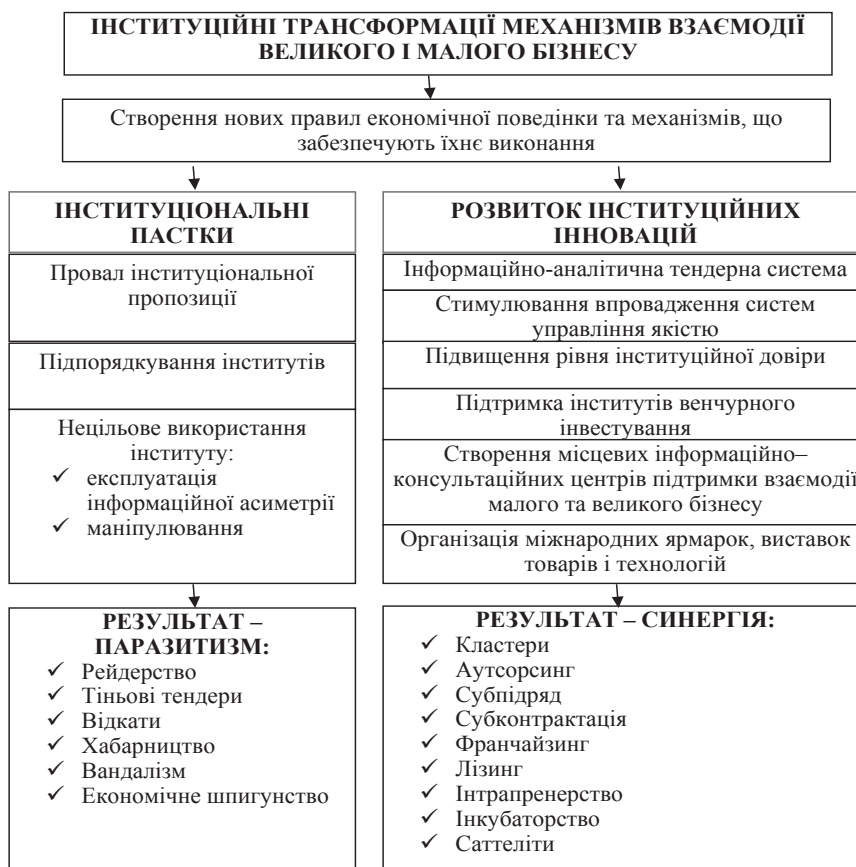 ІНСТИТУЦІЙНІ ТРАНСФОРМАЦІЇ МЕХАНІЗМІВ ВЗАЄМОДІЇ
ВЕЛИКОГО І МАЛОГО БІЗНЕСУ
Створення нових правил економічної поведінки та механізмів, що
забезпечують їхнє виконання
ІНСТИТУЦІОНАЛЬНІ
ПАСТКИ
Провал інституціональної
пропозиції
Підпорядкування інститутів
Нецільове використання
інституту:
✓ експлуатація
інформаційної асиметрії
✓ маніпулювання
РЕЗУЛЬТАТ –
ПАРАЗИТИЗМ:
✓ Рейдерство
✓ Тіньові тендери
✓ Відкати
✓ Хабарництво
✓ Вандалізм
✓ Економічне шпигунство
РОЗВИТОК ІНСТИТУЦІЙНИХ
ІННОВАЦІЙ
Інформаційно-аналітична тендерна система
Стимулювання впровадження систем
управління якістю
Підвищення рівня інституційної довіри
Підтримка інститутів венчурного
інвестування
Створення місцевих інформаційно–
консультаційних центрів підтримки взаємодії
малого та великого бізнесу
Організація міжнародних ярмарок, виставок
товарів і технологій
РЕЗУЛЬТАТ – СИНЕРГІЯ:
✓ Кластери
✓ Аутсорсинг
✓ Субпідряд
✓ Субконтрактація
✓ Франчайзинг
✓ Лізинг
✓ Інтрапренерство
✓ Інкубаторство
✓ Саттеліти